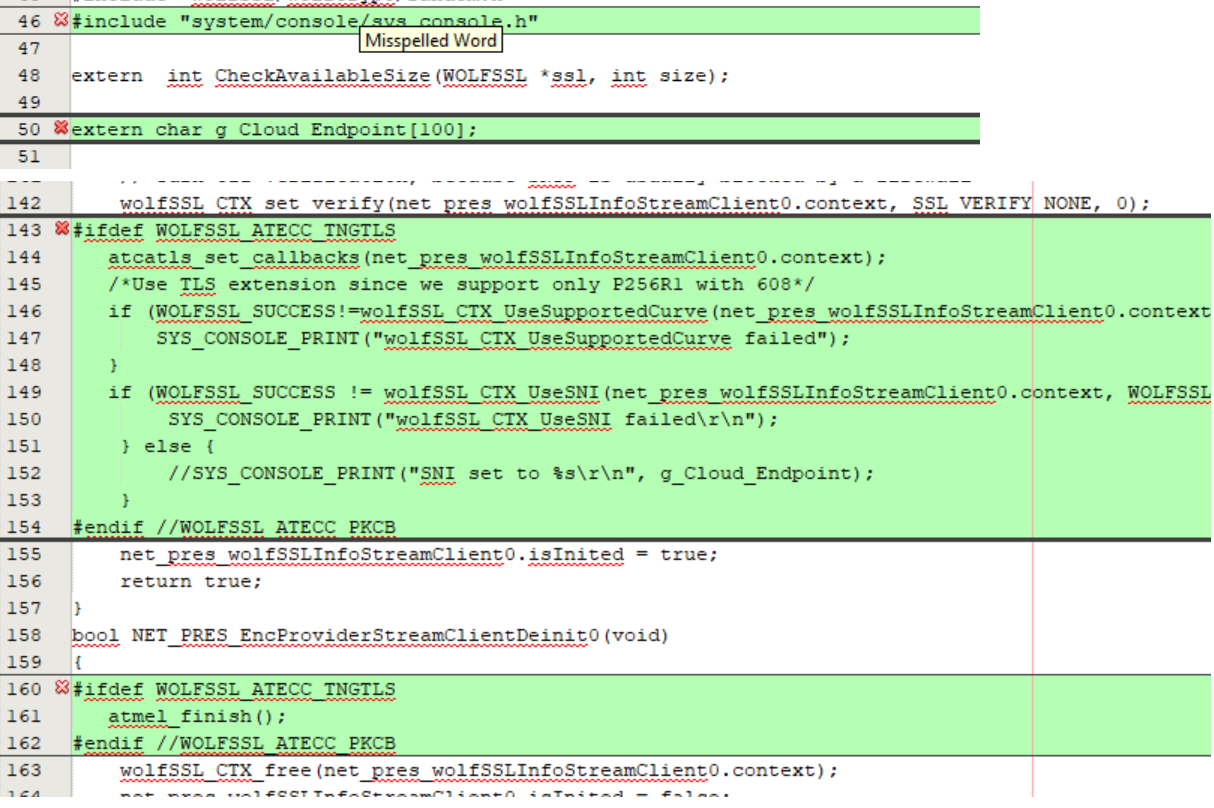 46 #include "system/console/sys_console.h"
Misspelled Word
47
48 extern  int CheckAvailableSize(WOLFSSL *ssl, int size);
49
50 extern char g_Cloud_Endpoint[100];
51
142 wolfSSL_CTX_set_verify(net_pres_wolfSSLInfoStreamClient0.context, SSL_VERIFY_NONE, 0);
143 #ifdef WOLFSSL_ATECC_TNGTLS
144 atcatls_set_callbacks(net_pres_wolfSSLInfoStreamClient0.context);
145 /*Use TLS extension since we support only P256R1 with 608*/
146 if (WOLFSSL_SUCCESS!=wolfSSL_CTX_UseSupportedCurve(net_pres_wolfSSLInfoStreamClient0.context
147 SYS_CONSOLE_PRINT("wolfSSL_CTX_UseSupportedCurve failed");
148 }
149 if (WOLFSSL_SUCCESS != wolfSSL_CTX_UseSNI(net_pres_wolfSSLInfoStreamClient0.context, WOLFSSL
150 SYS_CONSOLE_PRINT("wolfSSL_CTX_UseSNI failed\r\n");
151 } else {
152 //SYS_CONSOLE_PRINT("SNI set to %s\r\n", g_Cloud_Endpoint);
153 }
154 #endif //WOLFSSL_ATECC_PKCB
155 net_pres_wolfSSLInfoStreamClient0.isInited = true;
156 return true;
157 }
158 bool NET_PRES_EncProviderStreamClientDeinit0(void)
159 {
160 #ifdef WOLFSSL_ATECC_TNGTLS
161 atmel_finish();
162 #endif //WOLFSSL_ATECC_PKCB
163 wolfSSL_CTX_free(net_pres_wolfSSLInfoStreamClient0.context);